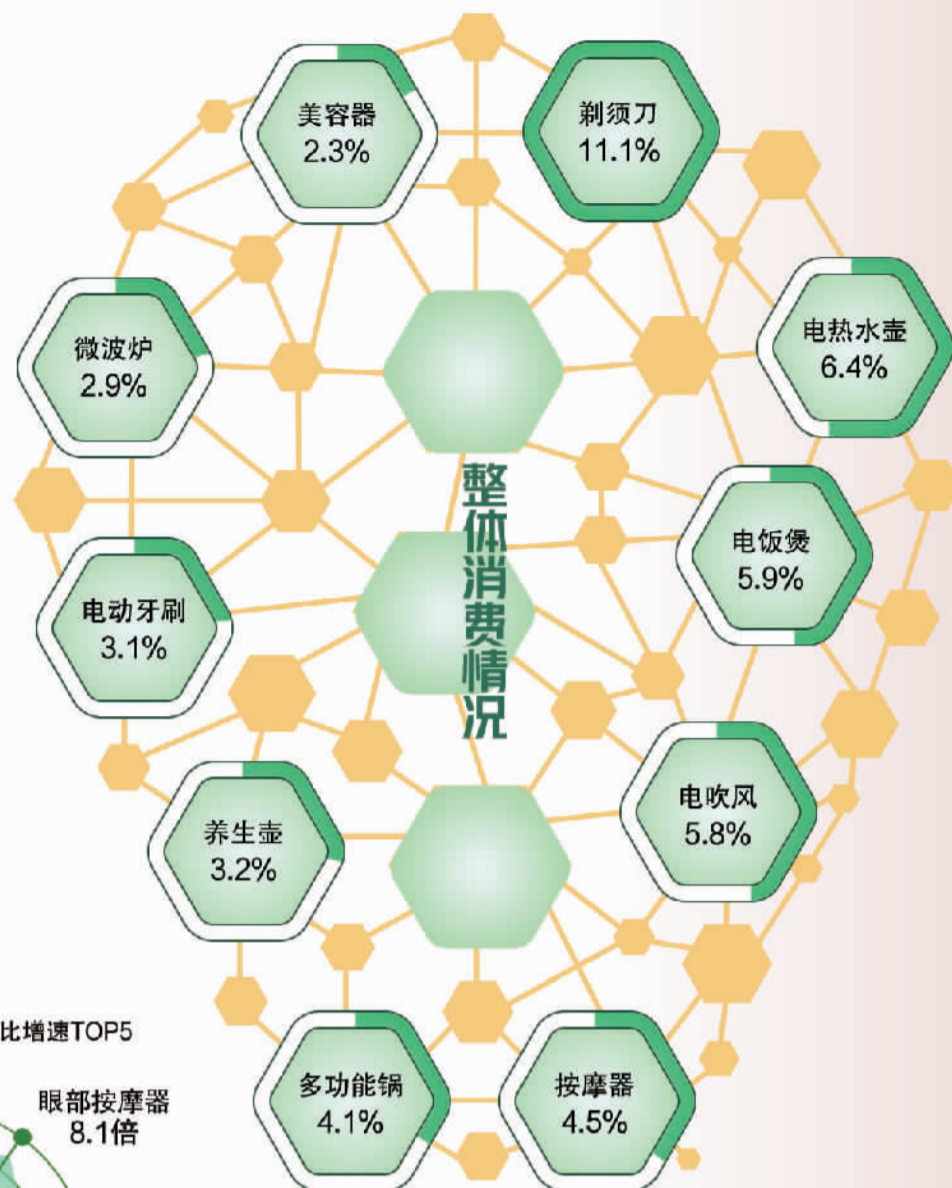 美容器
2.3%
剃须刀
11.1%
微波炉
2.9%
电热水壶
6.4%
整体消费情况
电饭煲
5.9%
电动牙刷
3.1%
电吹风
5.8%
养生壶
3.2%
比增速TOP5
眼部按摩器
8.1倍
多功能锅
4.1%
按摩器
4.5%